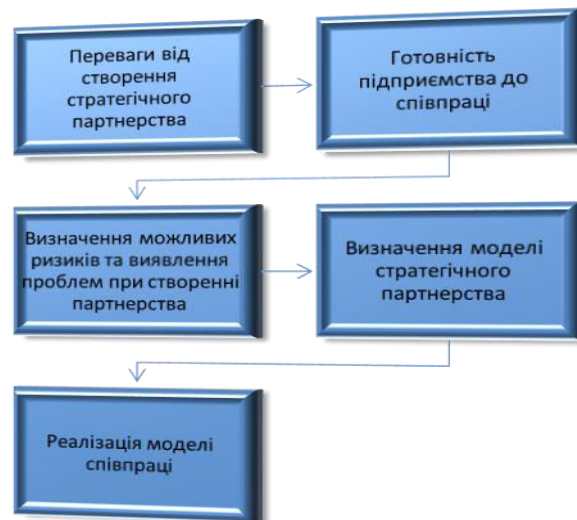 Переваги від
створення
стратегічного
партнерства
Готовність
підприємства до
співпраці
Визначення можливих
ризиків та виявлення
проблем при створенні
партнерства
Визначення моделі
стратегічного
партнерства
Реалізація моделі
співпраці